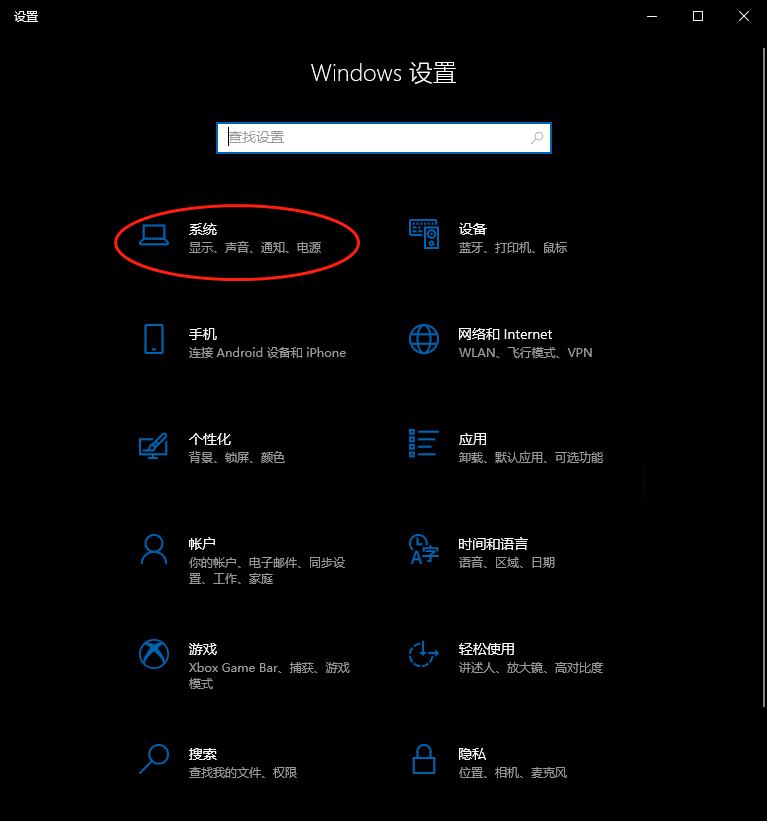 设置
Windows 设置
查找设置
系统
显示、声音、通知、电源
设备
蓝牙、打印机、鼠标
手机
连接 Android 设备和 iPhone
网络和 Internet
WLAN、飞行模式、VPN
个性化
背景、锁屏、颜色
应用
卸载、默认应用、可选功能
帐户
你的帐户、电子邮件、同步设
置、工作、家庭
时间和语言
语音、区域、日期
游戏
Xbox Game Bar、捕获、游戏
模式
轻松使用
讲述人、放大镜、高对比度
搜索
查找我的文件、权限
隐私
位置、相机、麦克风